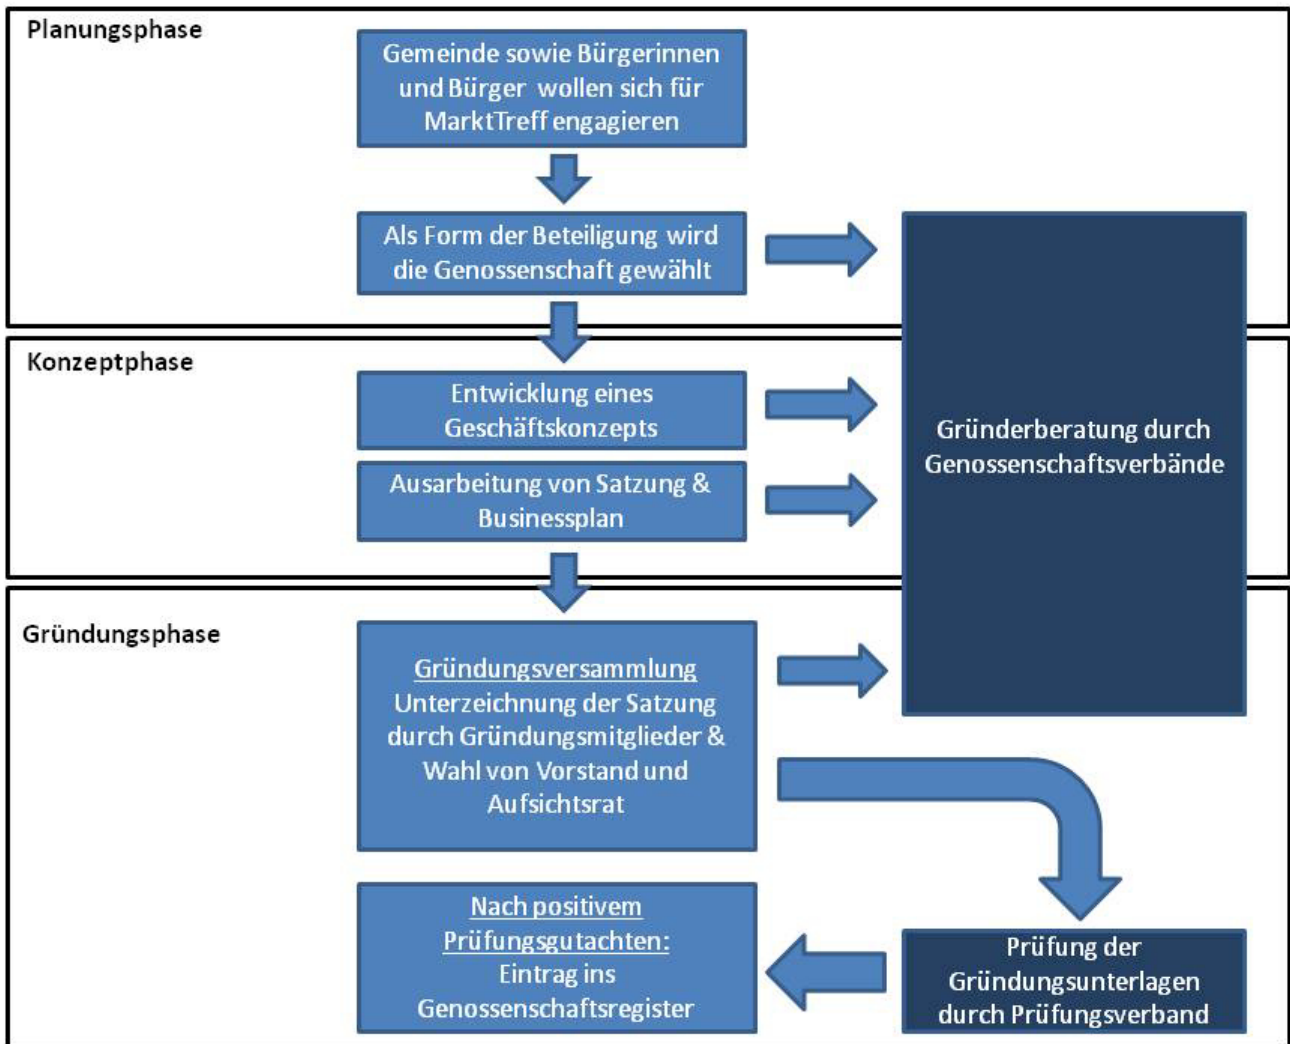 Planungsphase
Gemeinde sowie Bürgerinnen
und Bürger wollen sich für
MarktTreff engagieren
Als Form der Beteiligung wird
die Genossenschaft gewählt
Konzeptphase
Entwicklung eines
Geschäftskonzepts
Ausarbeitung von Satzung &
Businessplan
Gründerberatung durch
Genossenschaftsverbände
Gründungsphase
Gründungsversammlung
Unterzeichnung der Satzung
durch Gründungsmitglieder &
Wahl von Vorstand und
Aufsichtsrat
Nach positivem
Prüfungsgutachten:
Eintrag ins
Genossenschaftsregister
Prüfung der
Gründungsunterlagen
durch Prüfungsverband